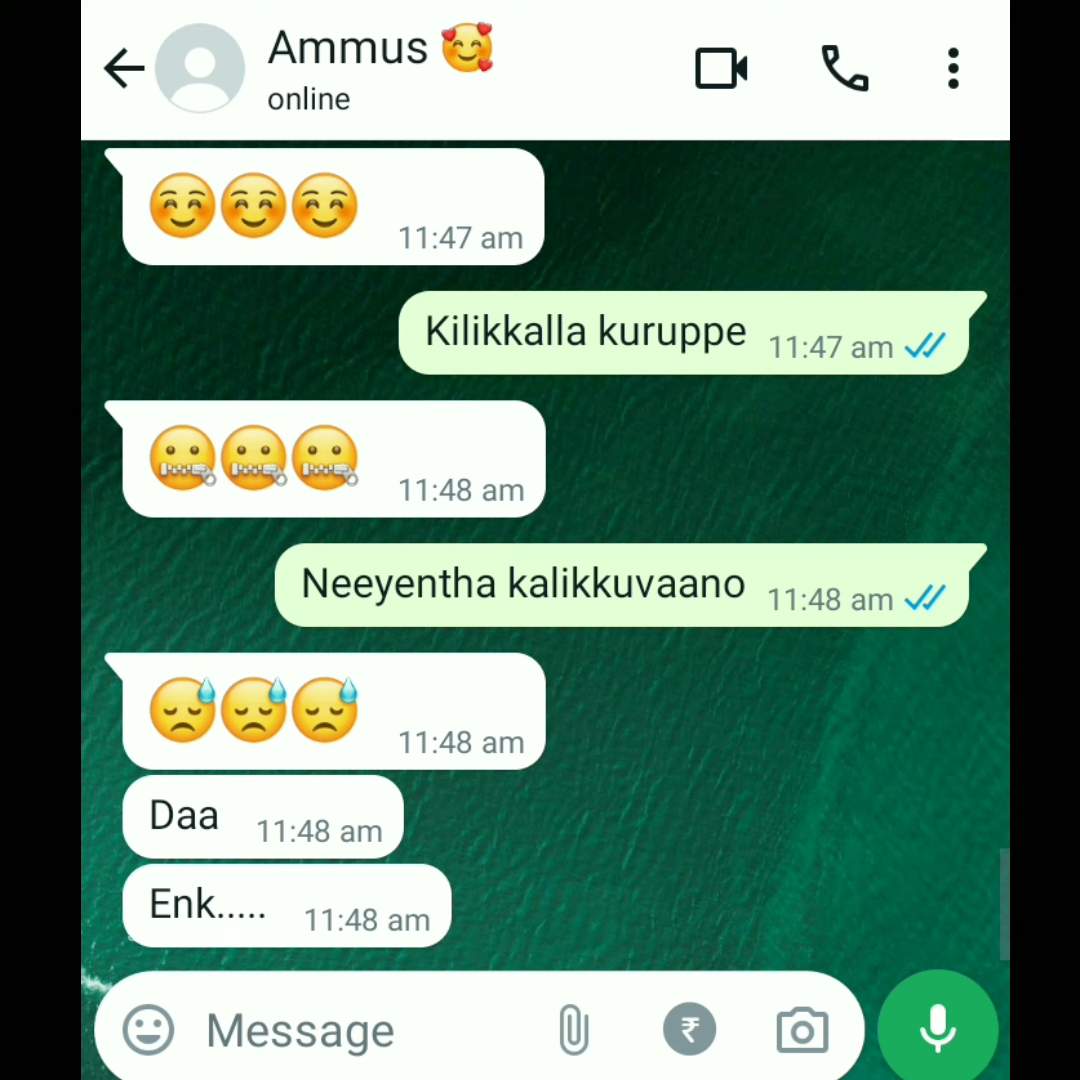 Ammus 🥰
online
☺️☺️☺️ 11:47 am
Kilikkalla kuruppe 11:47 am
🤐🤐🤐 11:48 am
Neeyentha kalikkuvaano 11:48 am
😓😓😓 11:48 am
Daa 11:48 am
Enk..... 11:48 am
Message ₹